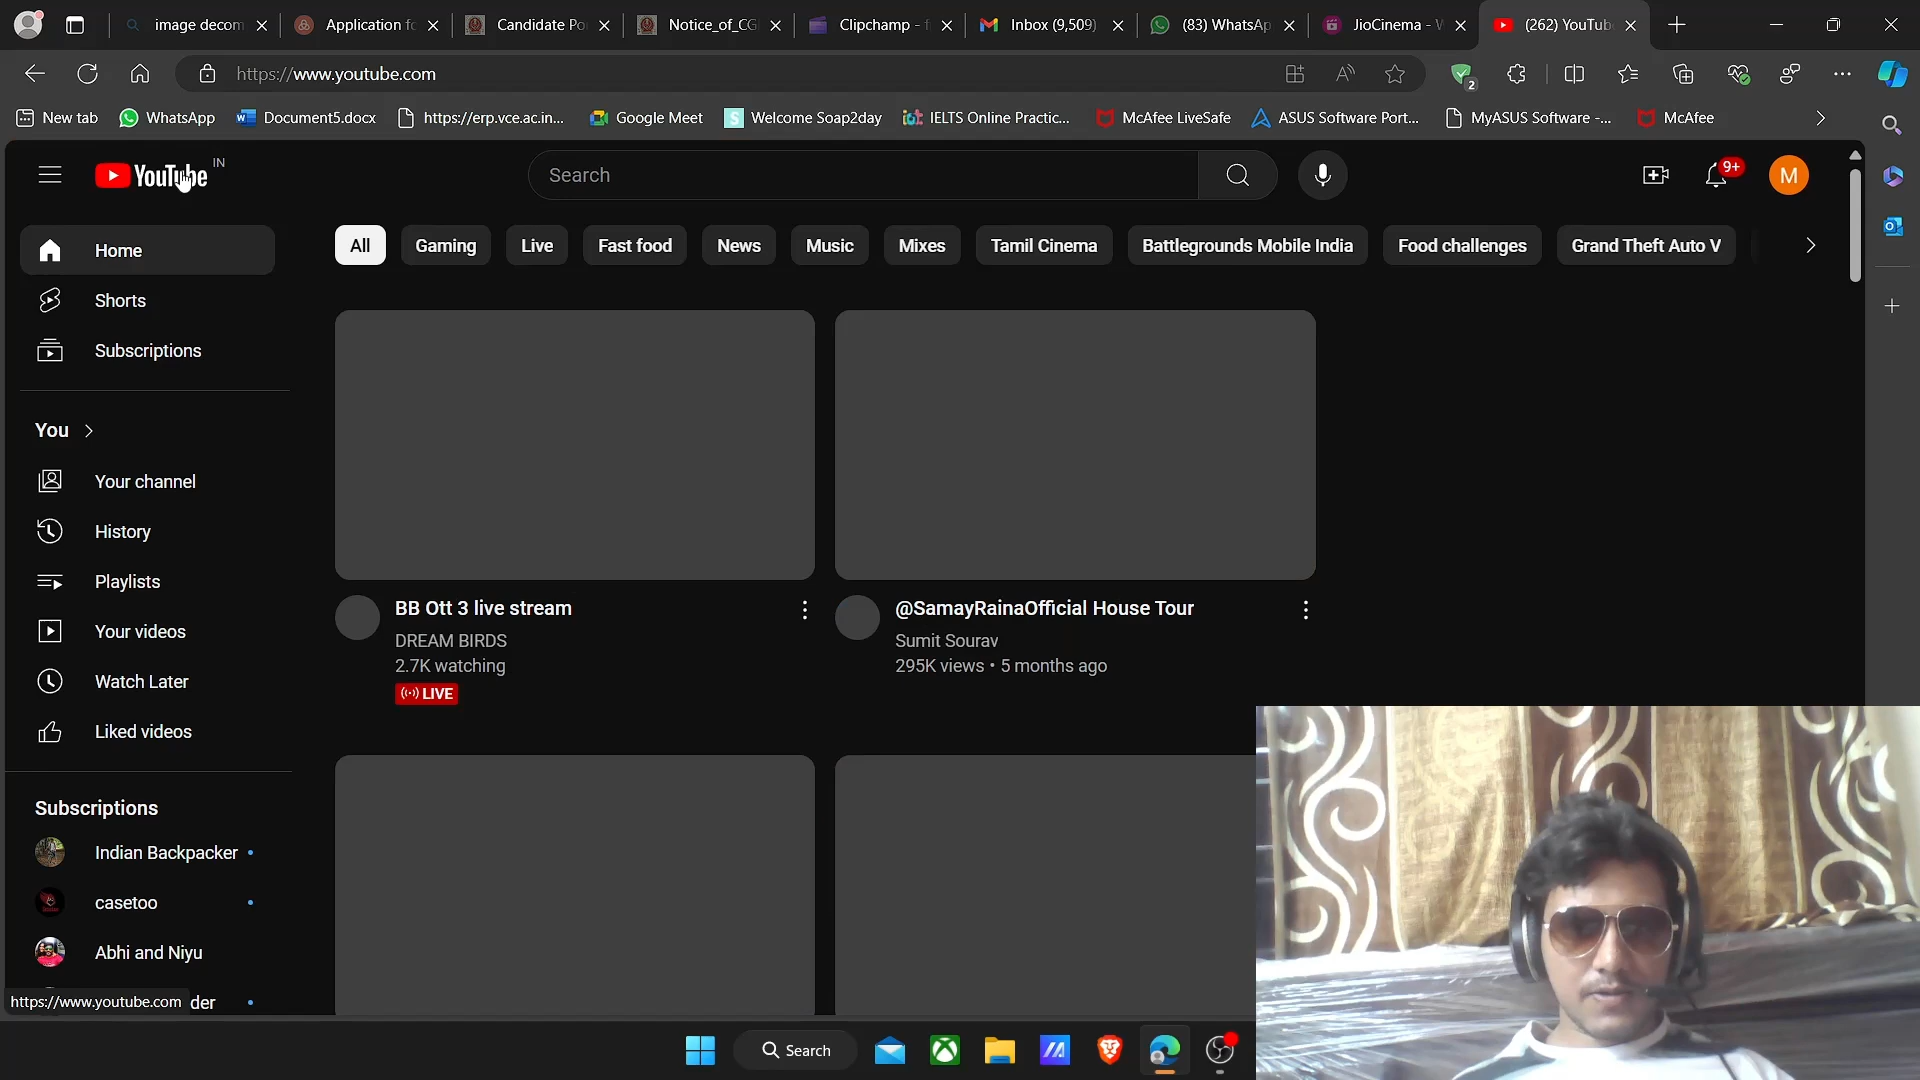 image decom
Application fo
Candidate Po
Notice_of_CG
Clipchamp - f
Inbox (9,509)
(83) WhatsAp
JioCinema - W
(262) YouTub
https://www.youtube.com
2
New tab
WhatsApp
Document5.docx
https://erp.vce.ac.in...
Google Meet
Welcome Soap2day
IELTS Online Practic...
McAfee LiveSafe
ASUS Software Port...
MyASUS Software -...
McAfee
YouTube
IN
Search
9+
M
Home
Shorts
Subscriptions
You
Your channel
History
Playlists
Your videos
Watch Later
Liked videos
Subscriptions
Indian Backpacker
casetoo
Abhi and Niyu
der
https://www.youtube.com
All
Gaming
Live
Fast food
News
Music
Mixes
Tamil Cinema
Battlegrounds Mobile India
Food challenges
Grand Theft Auto V
BB Ott 3 live stream
DREAM BIRDS
2.7K watching
LIVE
@SamayRainaOfficial House Tour
Sumit Sourav
295K views • 5 months ago
Search